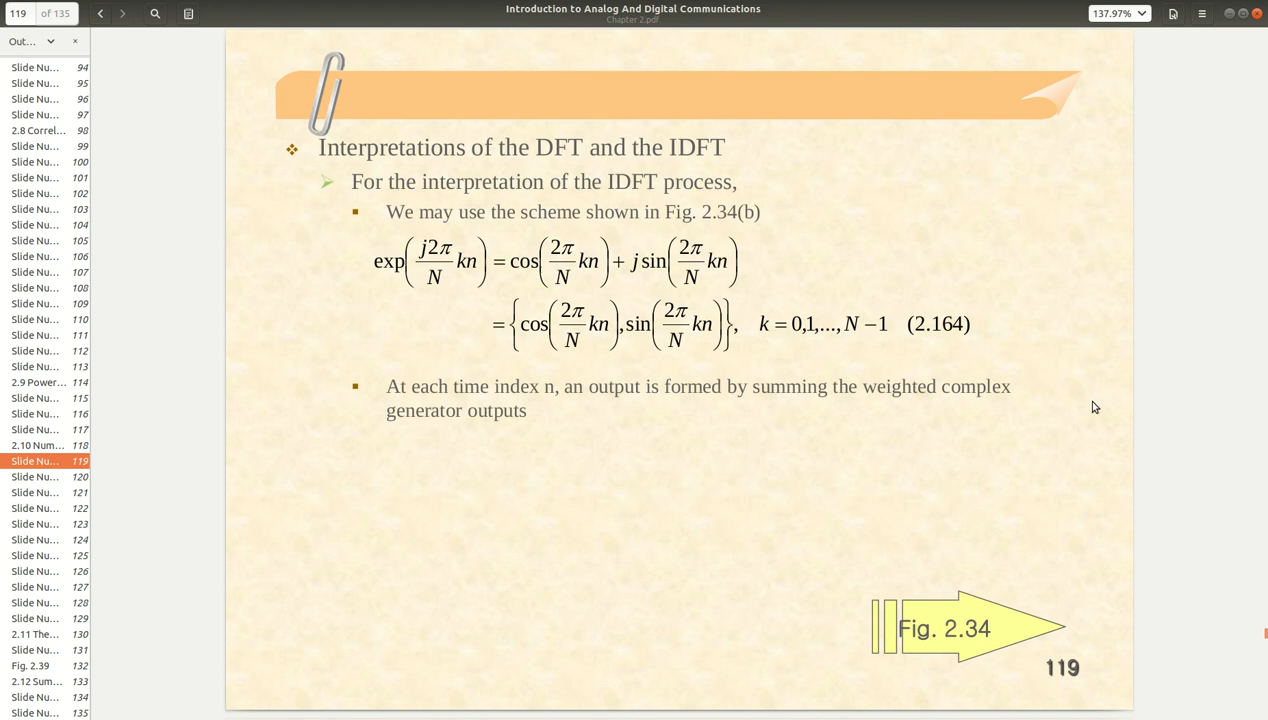 119 of 135
Introduction to Analog And Digital Communications
Chapter 2.pdf
137.97%
Out...
Slide Nu... 94
Slide Nu... 95
Slide Nu... 96
Slide Nu... 97
2.8 Correl... 98
Slide Nu... 99
Slide Nu... 100
Slide Nu... 101
Slide Nu... 102
Slide Nu... 103
Slide Nu... 104
Slide Nu... 105
Slide Nu... 106
Slide Nu... 107
Slide Nu... 108
Slide Nu... 109
Slide Nu... 110
Slide Nu... 111
Slide Nu... 112
Slide Nu... 113
2.9 Power... 114
Slide Nu... 115
Slide Nu... 116
Slide Nu... 117
2.10 Num... 118
Slide Nu... 119
Slide Nu... 120
Slide Nu... 121
Slide Nu... 122
Slide Nu... 123
Slide Nu... 124
Slide Nu... 125
Slide Nu... 126
Slide Nu... 127
Slide Nu... 128
Slide Nu... 129
2.11 The... 130
Slide Nu... 131
Fig. 2.39 132
2.12 Sum... 133
Slide Nu... 134
Slide Nu... 135
Interpretations of the DFT and the IDFT
For the interpretation of the IDFT process,
We may use the scheme shown in Fig. 2.34(b)
exp(j2π/N kn) = cos(2π/N kn) + j sin(2π/N kn)
= {cos(2π/N kn), sin(2π/N kn)}, k = 0,1,..., N −1 (2.164)
At each time index n, an output is formed by summing the weighted complex
generator outputs
Fig. 2.34
119